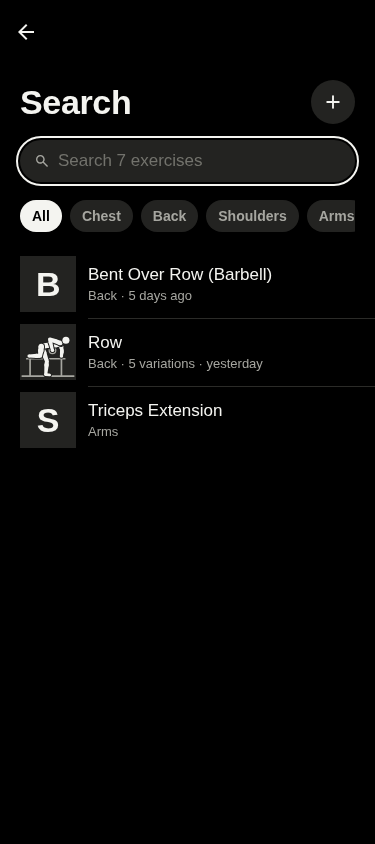 Search
Search 7 exercises
All
Chest
Back
Shoulders
Arms
B
Bent Over Row (Barbell)
Back · 5 days ago
Row
Back · 5 variations · yesterday
S
Triceps Extension
Arms